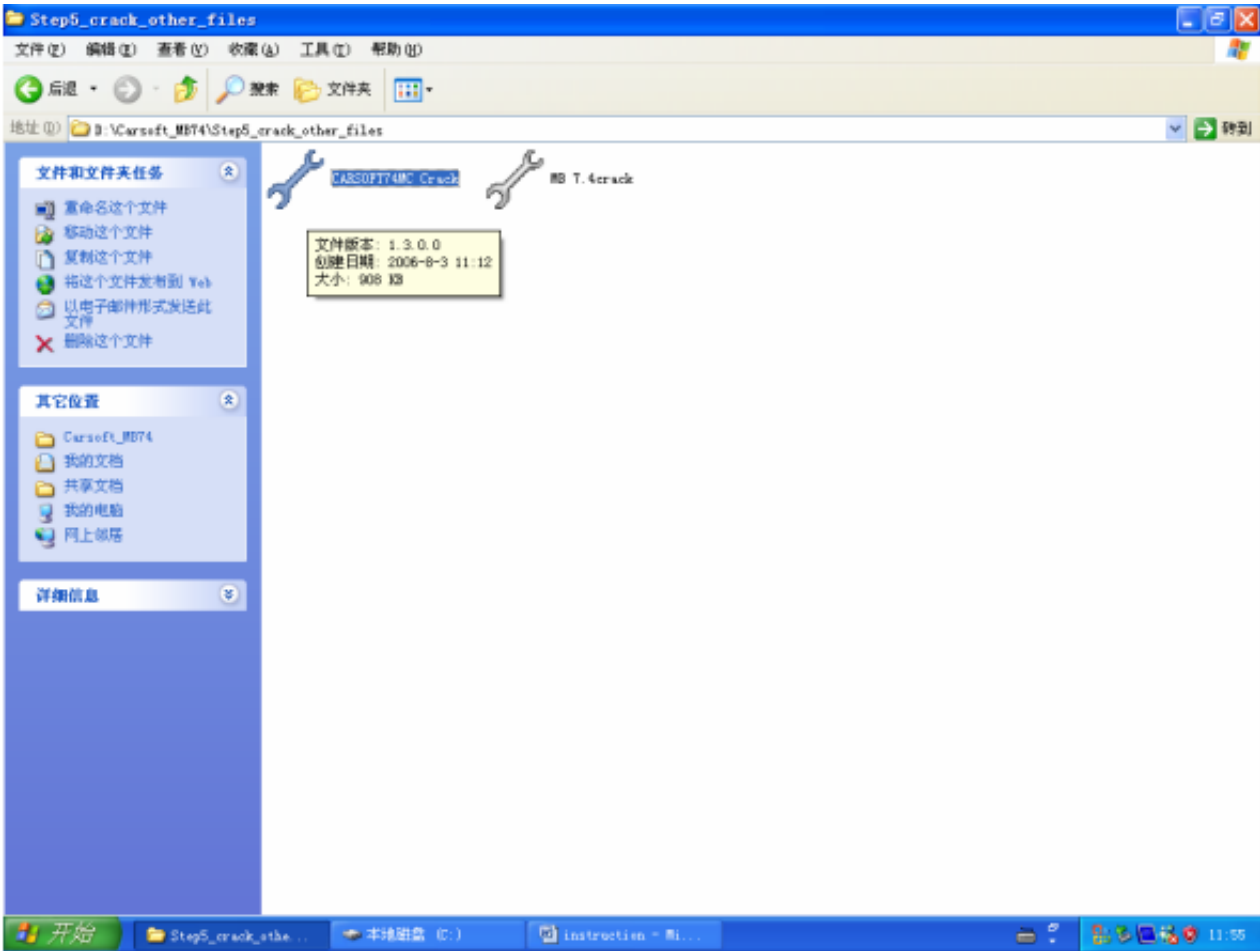 Step5_crack_other_files
文件(F) 编辑(E) 查看(V) 收藏(A) 工具(T) 帮助(H)
后退 搜索 文件夹
地址(D) D:\Carsoft_MB74\Step5_crack_other_files 转到
文件和文件夹任务
重命名这个文件
移动这个文件
复制这个文件
将这个文件发布到 Web
以电子邮件形式发送此
文件
删除这个文件
其它位置
Carsoft_MB74
我的文档
共享文档
我的电脑
网上邻居
详细信息
CARSOFT74MC Crack
MB 7.4crack
文件版本: 1.3.0.0
创建日期: 2006-8-3 11:12
大小: 908 KB
开始 Step5_crack_othe... 本地磁盘 (C:) instruction - Mi... 11:55